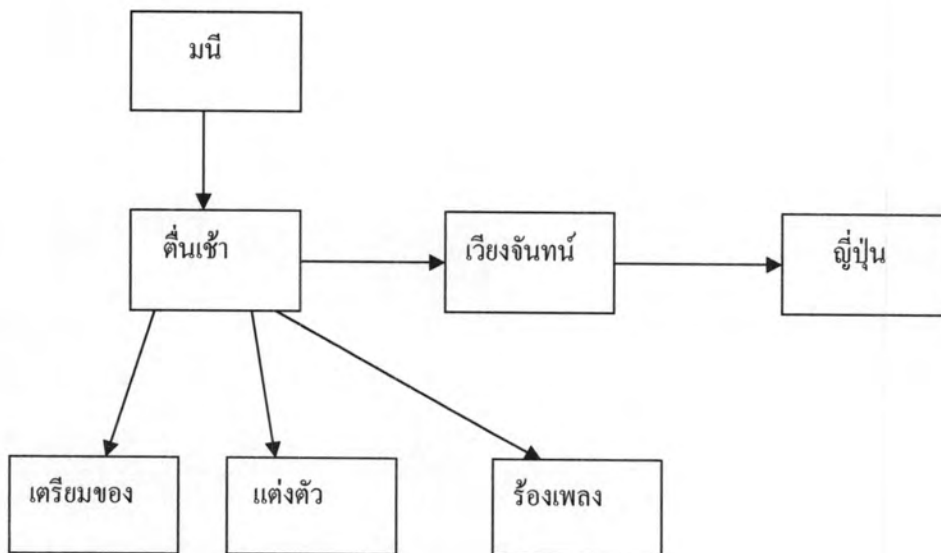 มนี
ตื่นเช้า
เวียงจันทน์
ญี่ปุ่น
เตรียมของ
แต่งตัว
ร้องเพลง